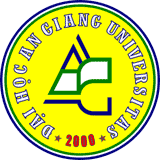 ĐẠI HỌC AN GIANG UNIVERSITAS
★ 2000 ★